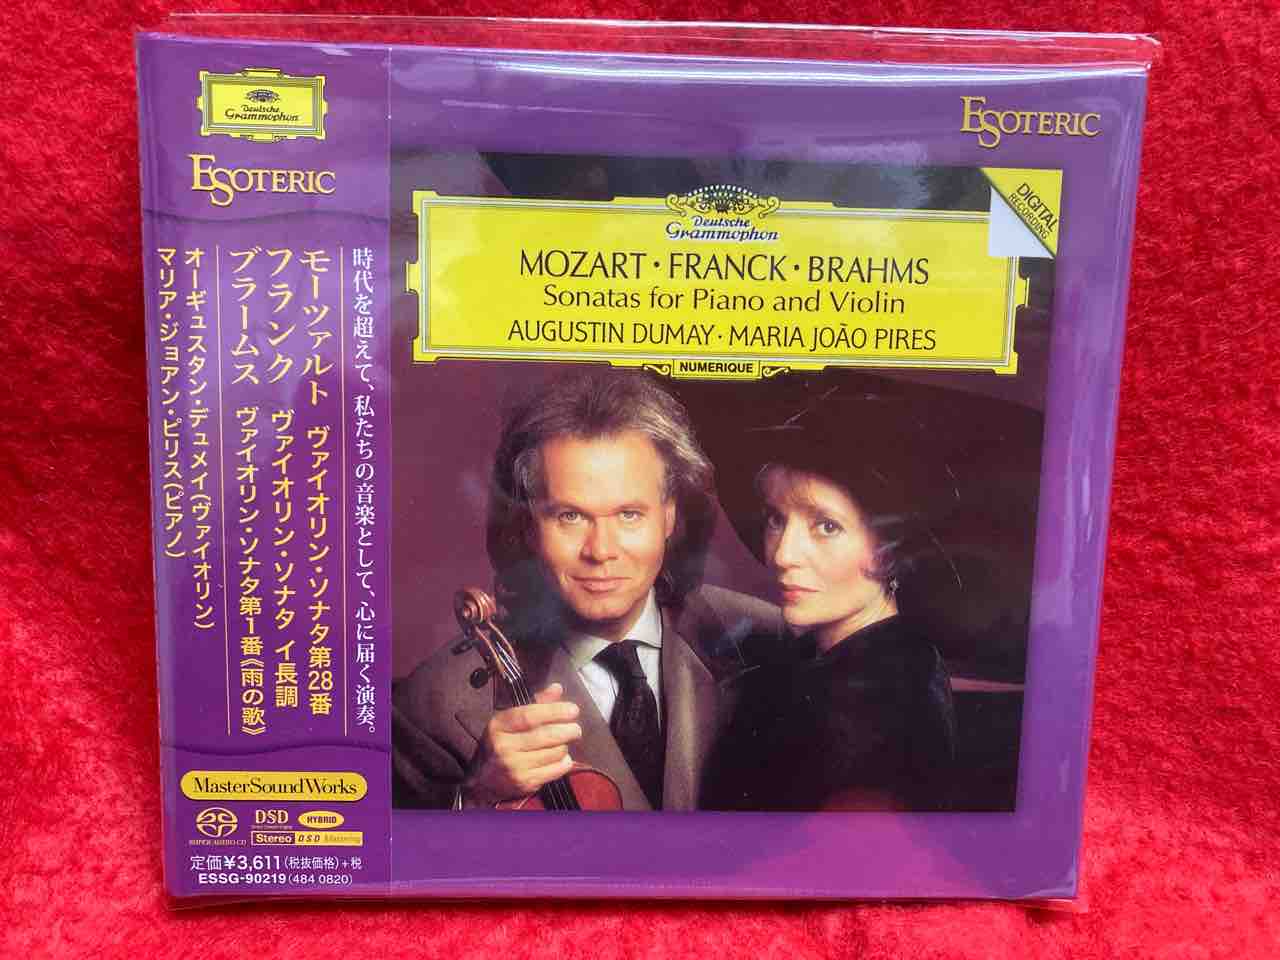 Deutsche
Grammophon
ESOTERIC
時代を超えて、私たちの音楽として、心に届く演奏。
モーツァルト ヴァイオリン・ソナタ第28番
フランク ヴァイオリン・ソナタ イ長調
ブラームス ヴァイオリン・ソナタ第1番《雨の歌》
オーギュスタン・デュメイ(ヴァイオリン)
マリア・ジョアン・ピリス(ピアノ)
MasterSoundWorks
SUPER AUDIO CD
DSD
HYBRID
Stereo DSD Mastering
定価¥3,611(税抜価格)+税
ESSG-90219(484 0820)
ESOTERIC
DIGITAL
RECORDING
Deutsche
Grammophon
MOZART・FRANCK・BRAHMS
Sonatas for Piano and Violin
AUGUSTIN DUMAY・MARIA JOÃO PIRES
NUMERIQUE